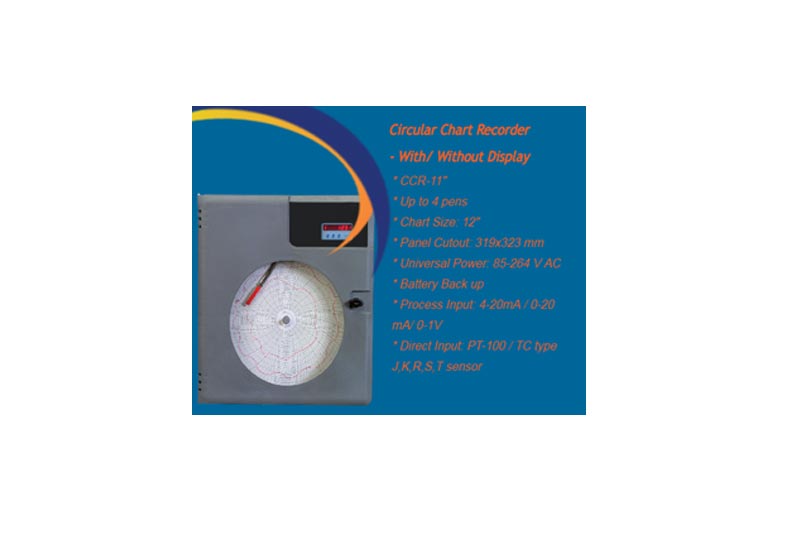 Circular Chart Recorder
- With/ Without Display
* CCR-11"
* Up to 4 pens
* Chart Size: 12"
* Panel Cutout: 319x323 mm
* Universal Power: 85-264 V AC
* Battery Back up
* Process Input: 4-20mA / 0-20
mA/ 0-1V
* Direct Input: PT-100 / TC type
J,K,R,S,T sensor